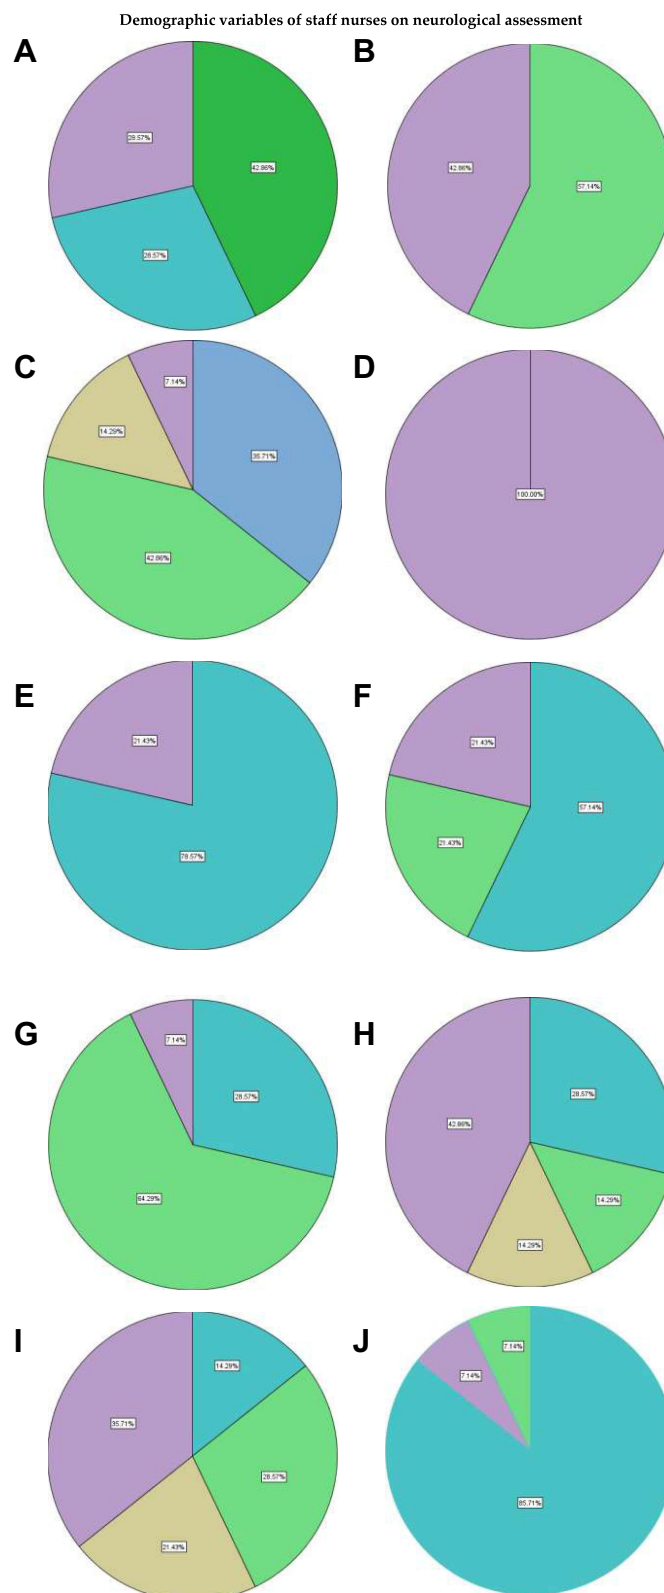 Demographic variables of staff nurses on neurological assessment
A
B
28.57%
42.86%
28.57%
42.86%
57.14%
C
D
7.14%
14.29%
35.71%
42.86%
100.00%
E
F
21.43%
78.57%
21.43%
57.14%
21.43%
G
H
7.14%
28.57%
64.29%
42.86%
28.57%
14.29%
14.29%
I
J
14.29%
35.71%
28.57%
21.43%
7.14%
7.14%
85.71%